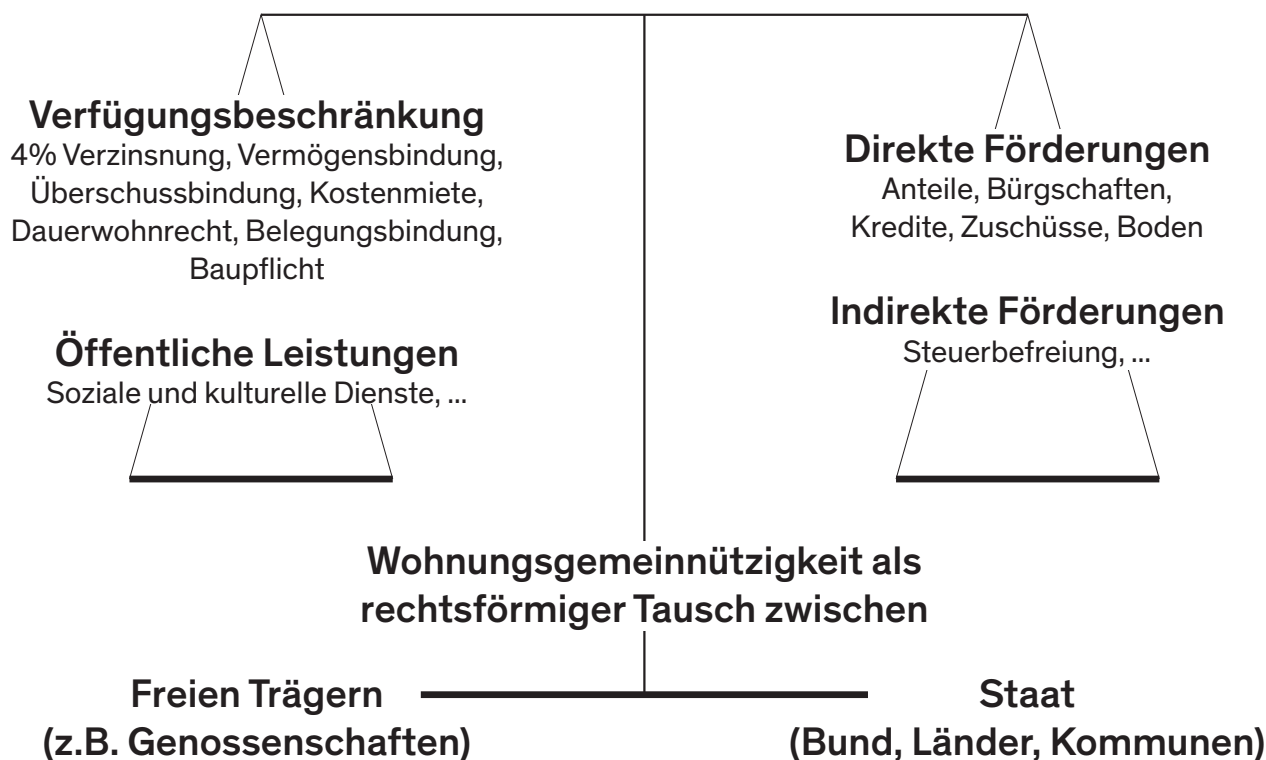 Verfügungsbeschränkung
4% Verzinsnung, Vermögensbindung,
Überschussbindung, Kostenmiete,
Dauerwohnrecht, Belegungsbindung,
Baupflicht
Öffentliche Leistungen
Soziale und kulturelle Dienste, ...
Direkte Förderungen
Anteile, Bürgschaften,
Kredite, Zuschüsse, Boden
Indirekte Förderungen
Steuerbefreiung, ...
Wohnungsgemeinnützigkeit als
rechtsförmiger Tausch zwischen
Freien Trägern
(z.B. Genossenschaften)
Staat
(Bund, Länder, Kommunen)